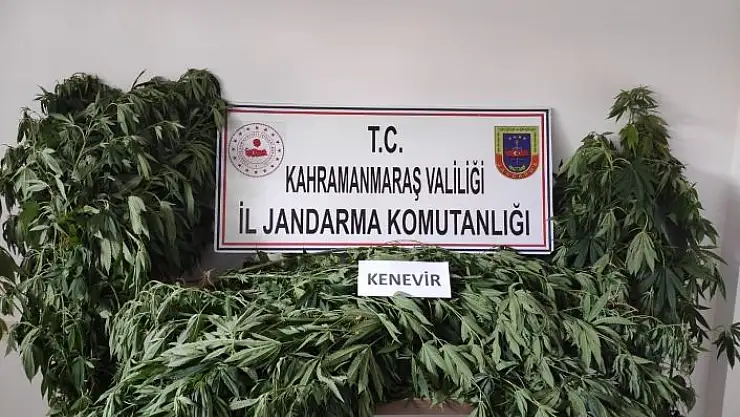 T.C.
KAHRAMANMARAŞ VALİLİĞİ
İL JANDARMA KOMUTANLIĞI
KENEVİR